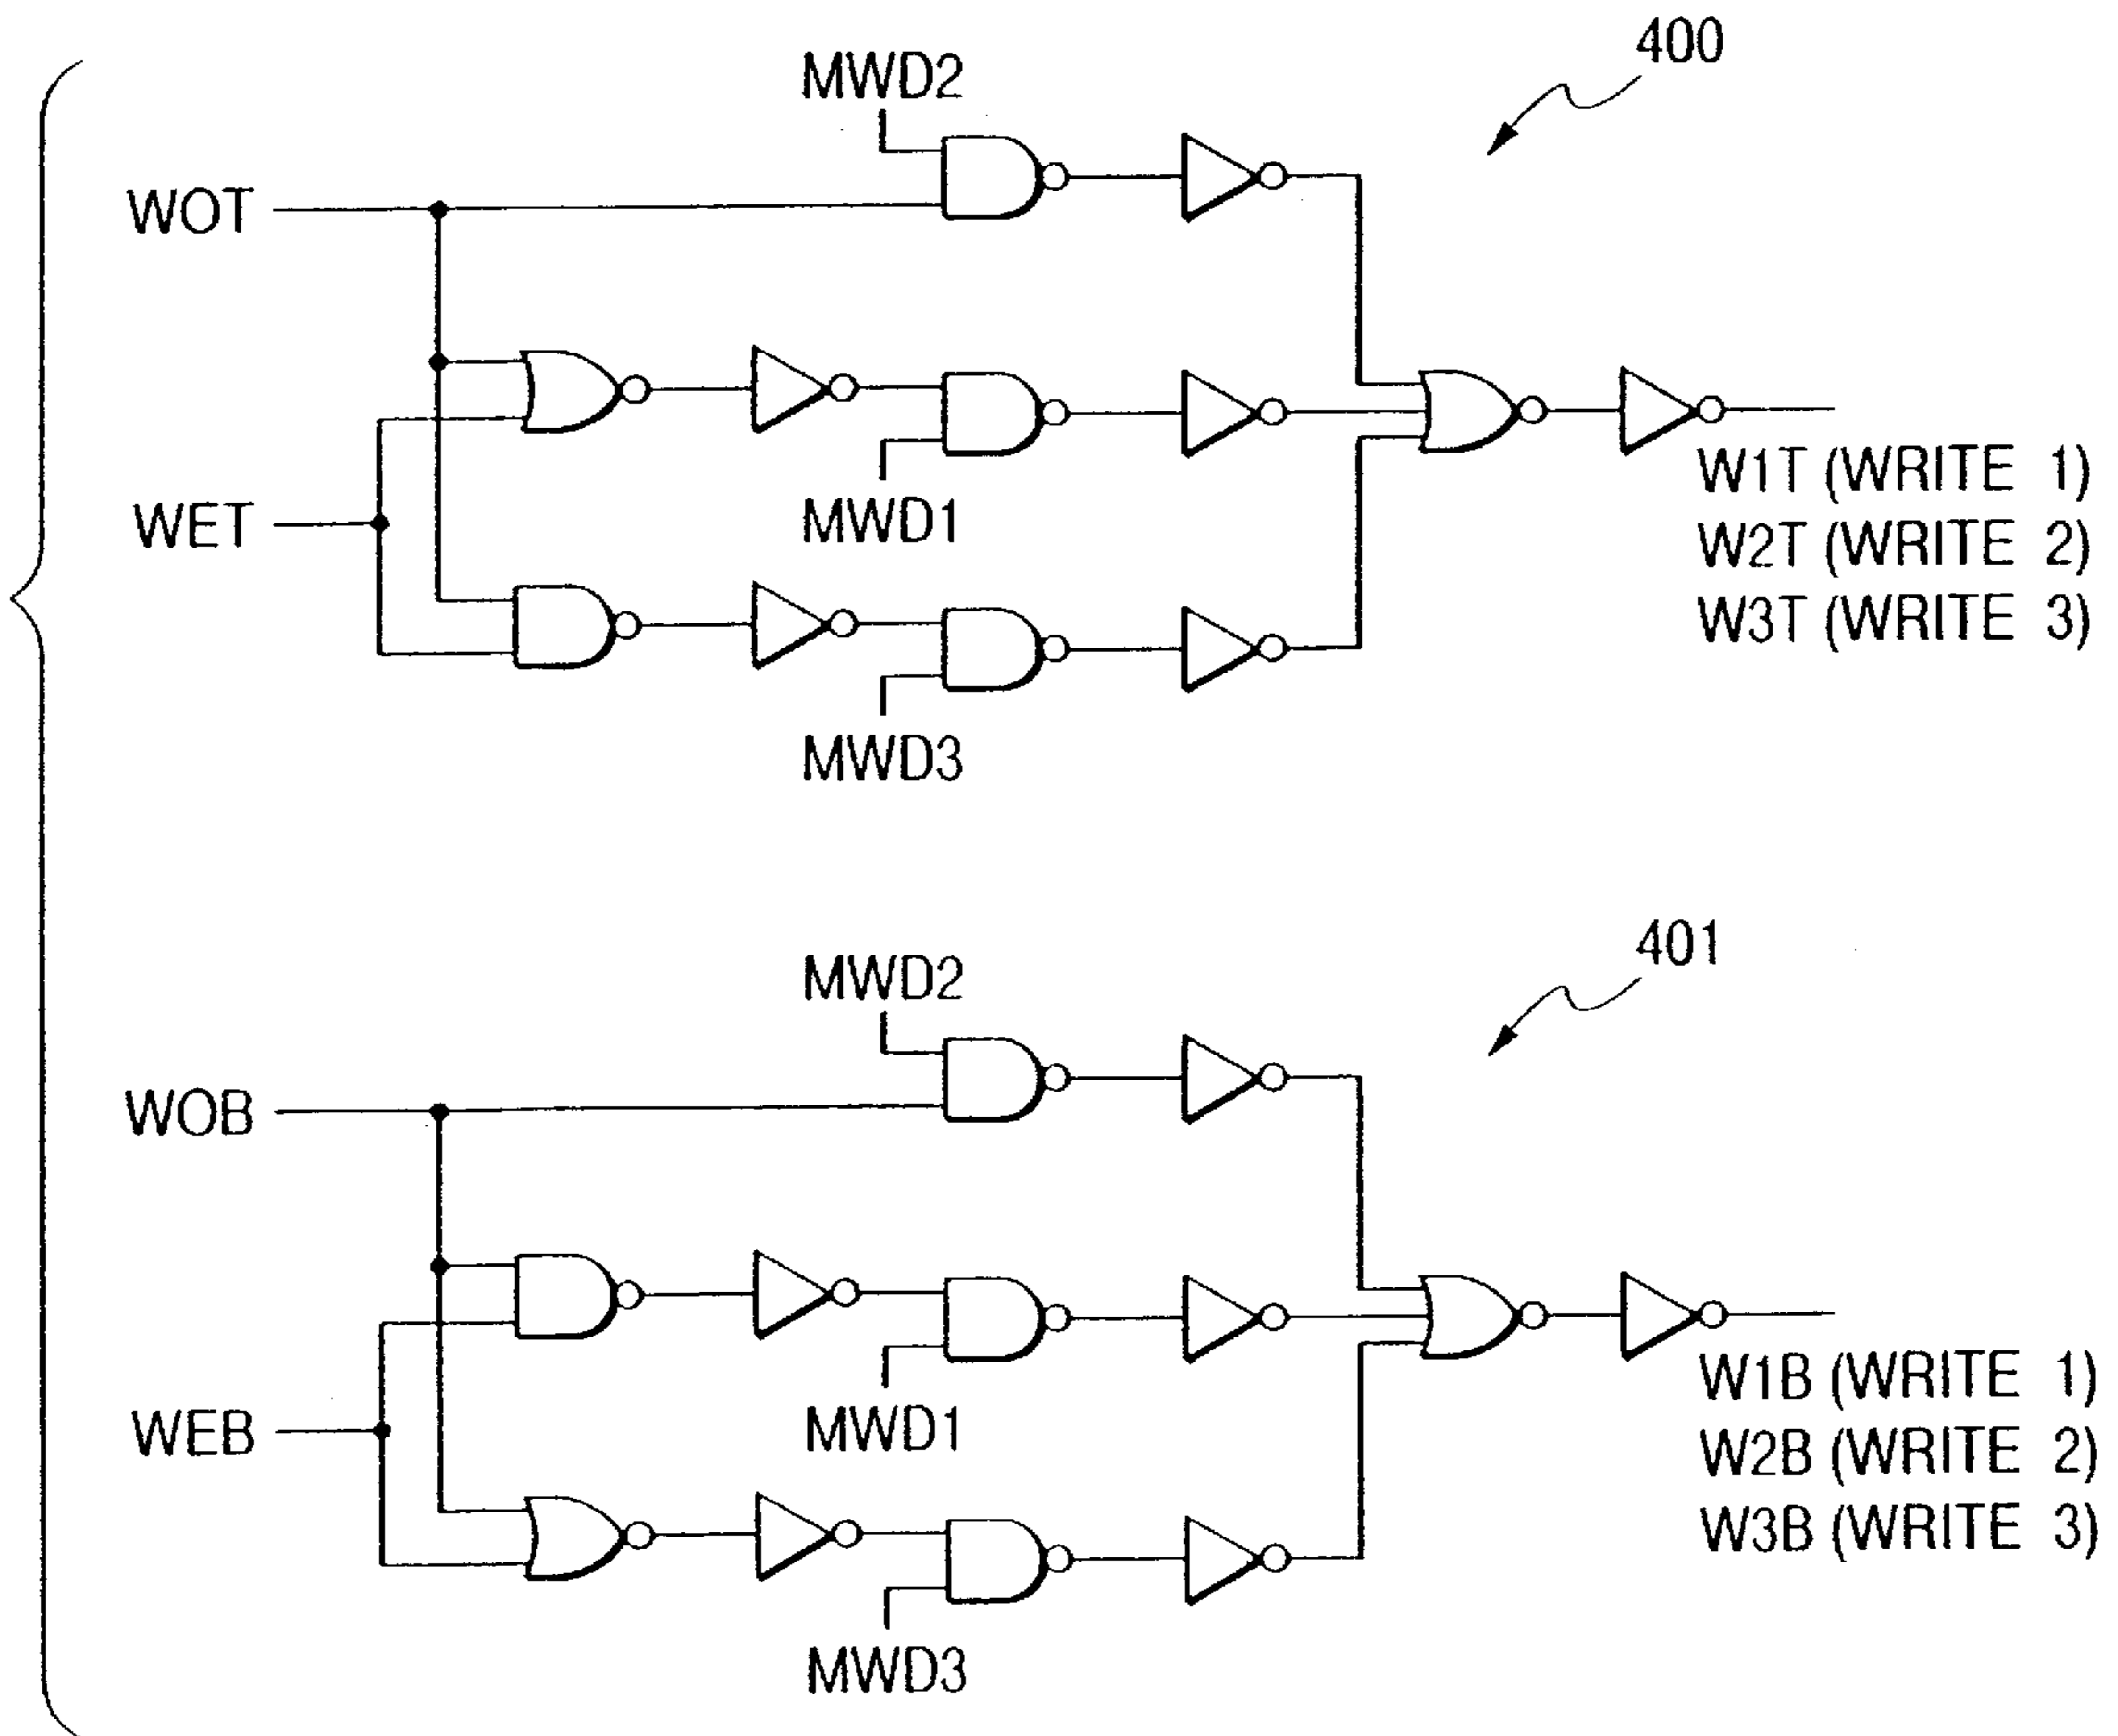 400
MWD2
WOT
MWD1
WET
W1T (WRITE 1)
W2T (WRITE 2)
W3T (WRITE 3)
MWD3
401
MWD2
WOB
MWD1
WEB
W1B (WRITE 1)
W2B (WRITE 2)
W3B (WRITE 3)
MWD3